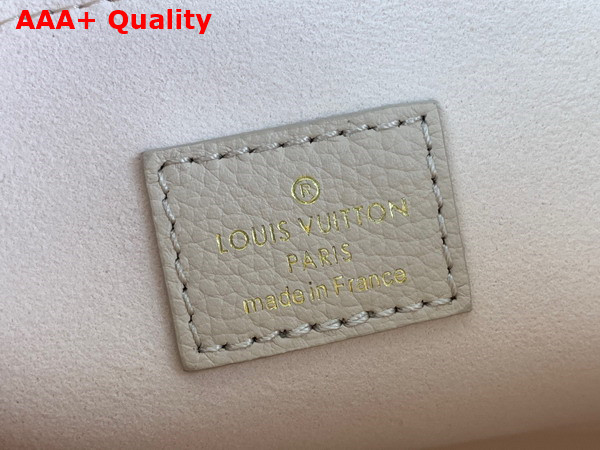 AAA+ Quality
®
LOUIS VUITTON
PARIS
made in France